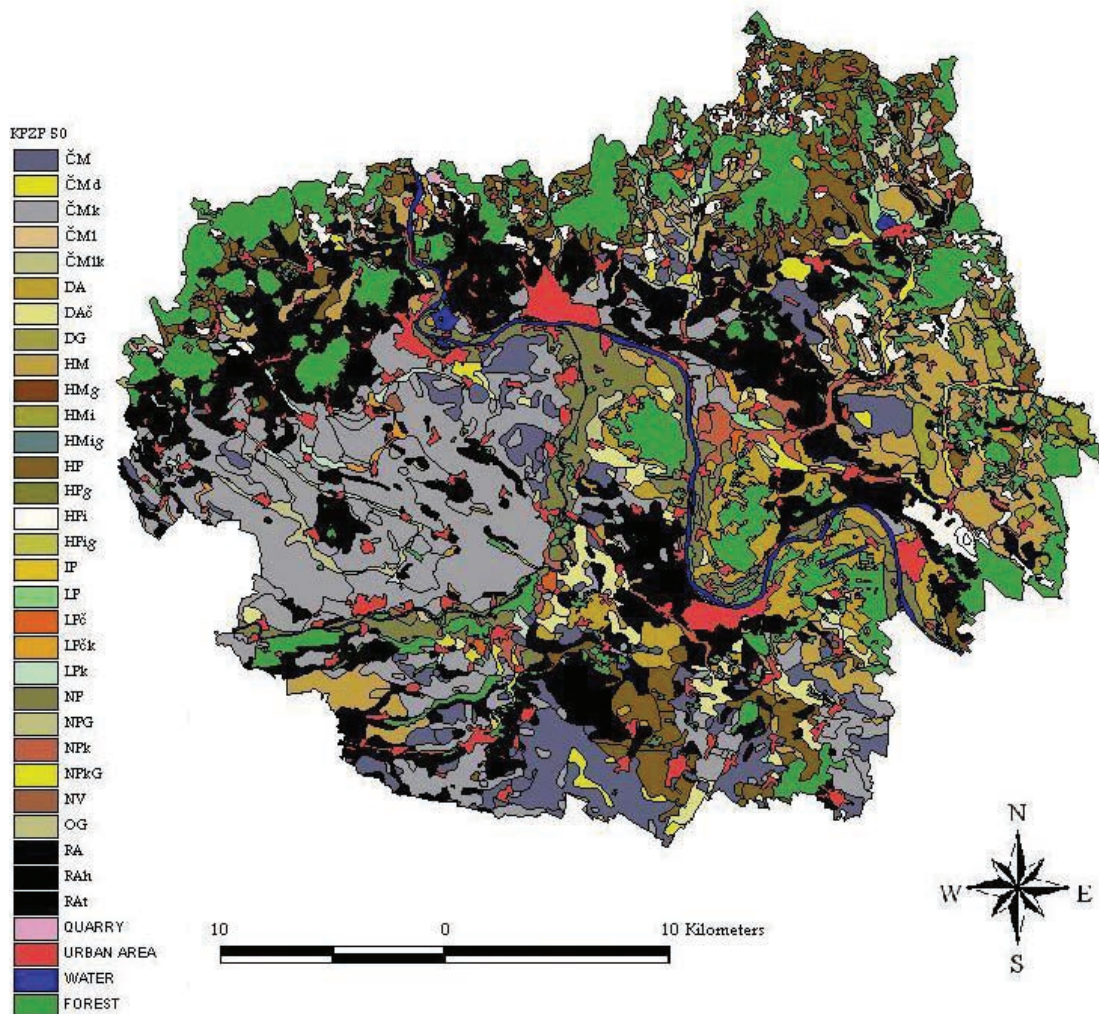 KPZP S0
ČM
ČMd
ČMk
ČM1
ČM1k
DA
DAč
DG
HM
HMg
HMi
HMig
HP
HPg
HPi
HPig
IP
LP
LPč
LPčk
LPk
NP
NPG
NPk
NPkG
NV
OG
RA
RAh
RAt
QUARRY
URBAN AREA
WATER
FOREST
10 0 10 Kilometers
N
W E
S